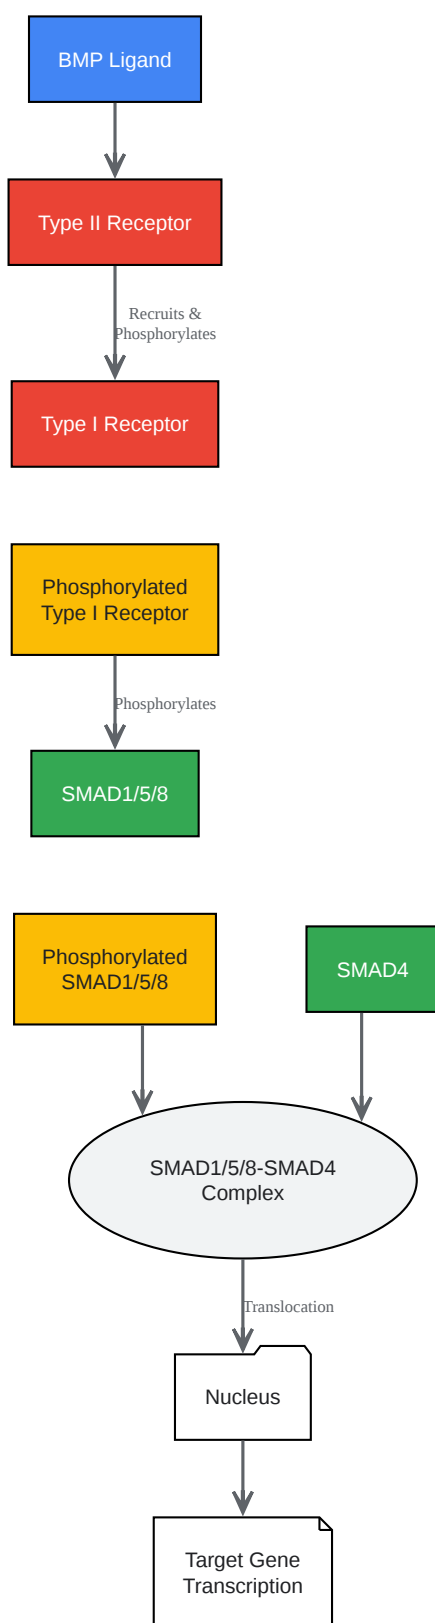 BMP Ligand
Type II Receptor
Recruits &
Phosphorylates
Type I Receptor
Phosphorylated
Type I Receptor
Phosphorylates
SMAD1/5/8
Phosphorylated
SMAD1/5/8
SMAD4
SMAD1/5/8-SMAD4
Complex
Translocation
Nucleus
Target Gene
Transcription